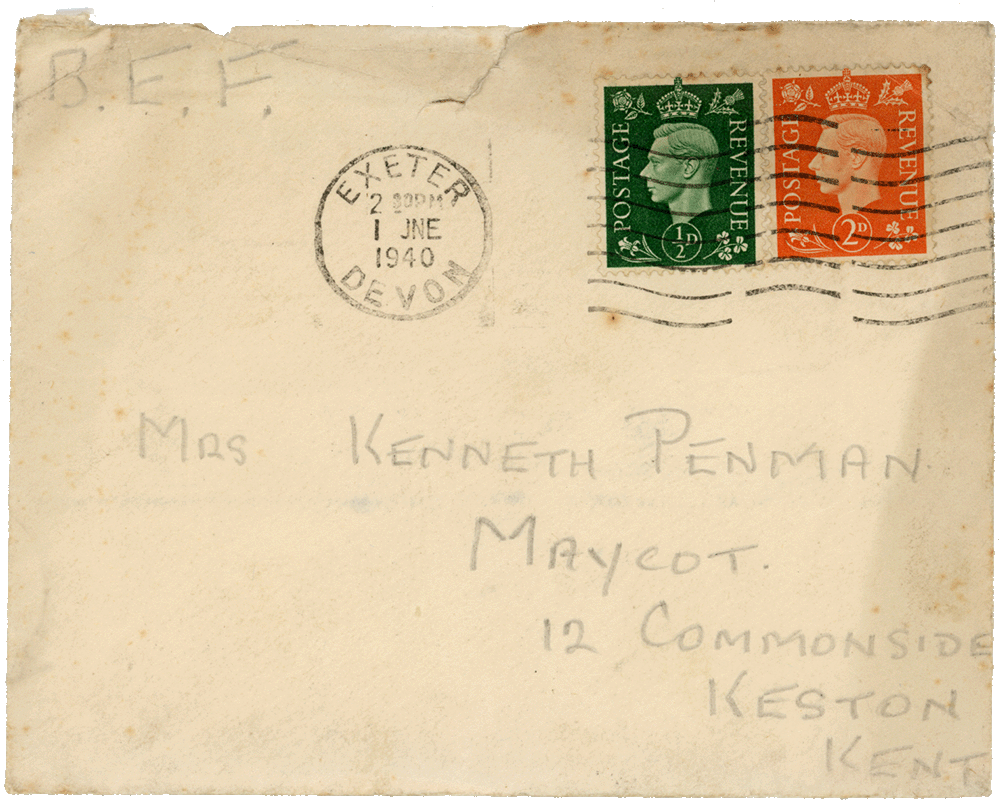 B.E.F.
EXETER
2 30PM
1 JNE
1940
DEVON
POSTAGE REVENUE
½D
POSTAGE REVENUE
2D
MRS KENNETH PENMAN
MAYCOT.
12 COMMONSIDE
KESTON
KENT